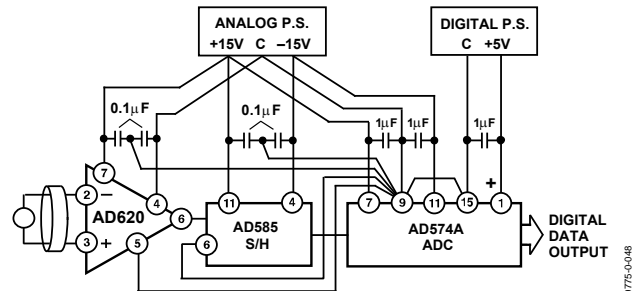 ANALOG P.S.
+15V C –15V
DIGITAL P.S.
C +5V
0.1µF
0.1µF
1µF
1µF
1µF
+
7
2
–
AD620
3
+
4
6
5
11
4
6
AD585
S/H
7
9
11
15
1
AD574A
ADC
DIGITAL
DATA
OUTPUT
0775-0-048